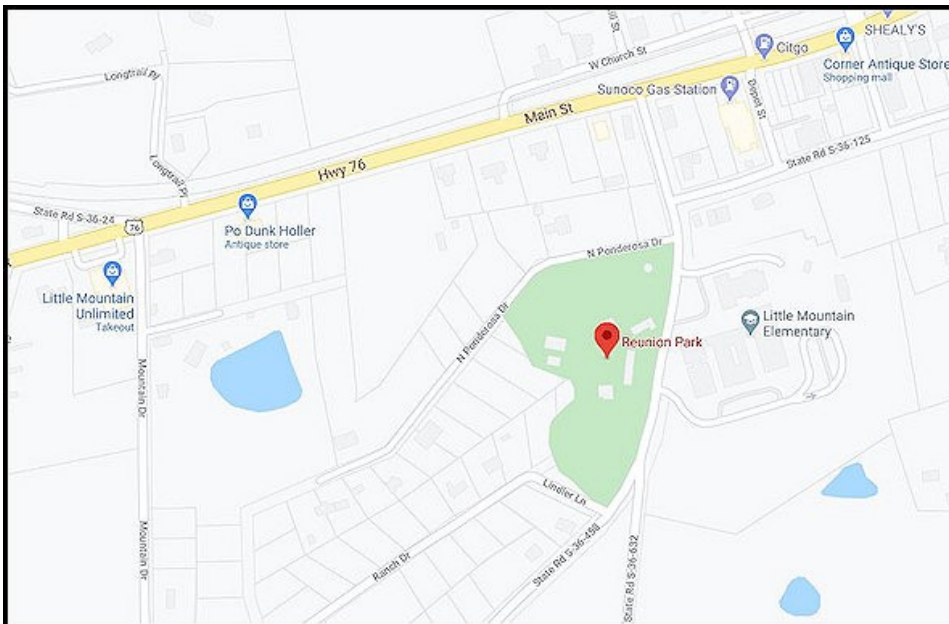 SHEALY'S
Citgo
Corner Antique Store
Shopping mall
W Church St
Sunoco Gas Station
Depot St
Main St
Longtrail Pl
Longtrail Pl
Hwy 76
State Rd S-36-125
State Rd S-36-24
76
Po Dunk Holler
Antique store
N Ponderosa Dr
Little Mountain
Unlimited
Takeout
N Ponderosa Dr
Little Mountain
Elementary
Reunion Park
Mountain Dr
Lindler Ln
Mountain Dr
Ranch Dr
State Rd S-36-458
State Rd S-36-632